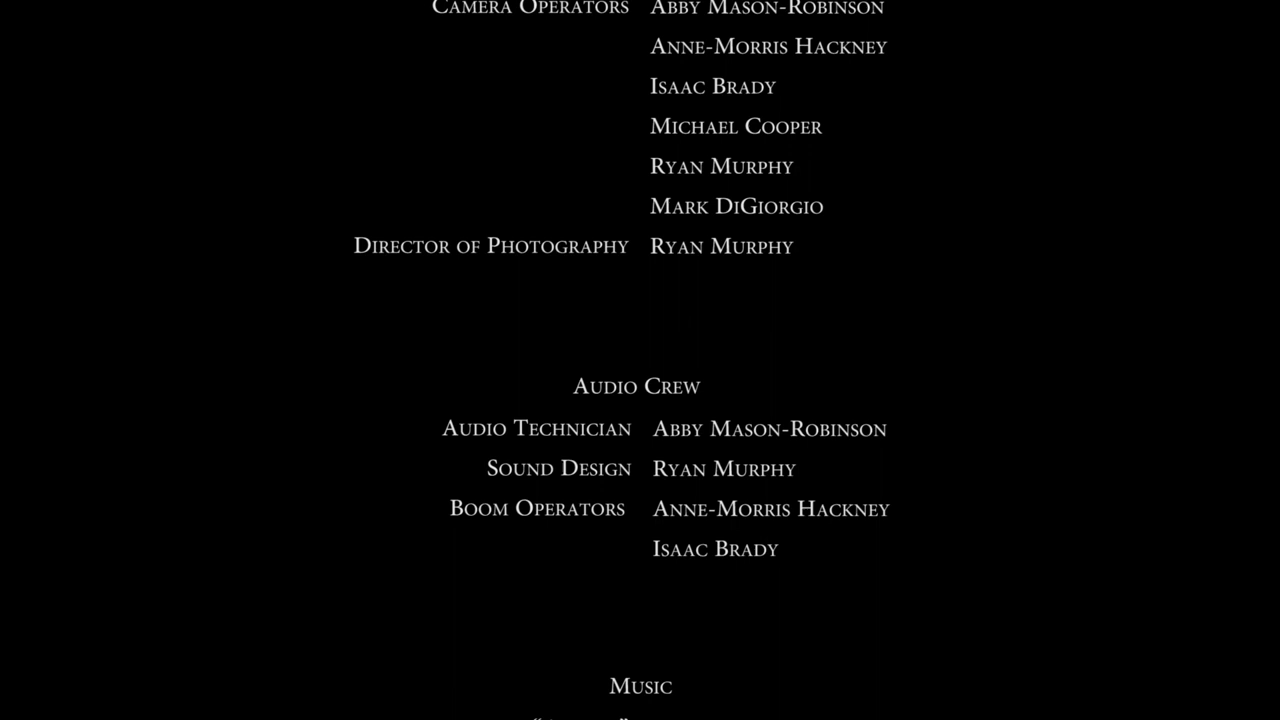 Camera Operators Abby Mason-Robinson
Anne-Morris Hackney
Isaac Brady
Michael Cooper
Ryan Murphy
Mark DiGiorgio
Director of Photography Ryan Murphy
Audio Crew
Audio Technician Abby Mason-Robinson
Sound Design Ryan Murphy
Boom Operators Anne-Morris Hackney
Isaac Brady
Music